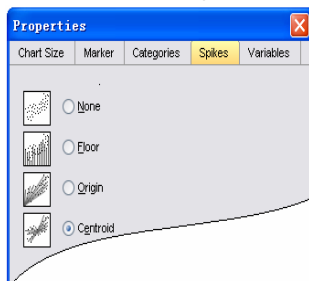 Properties
Chart Size Marker Categories Spikes Variables
None
Floor
Origin
Centroid